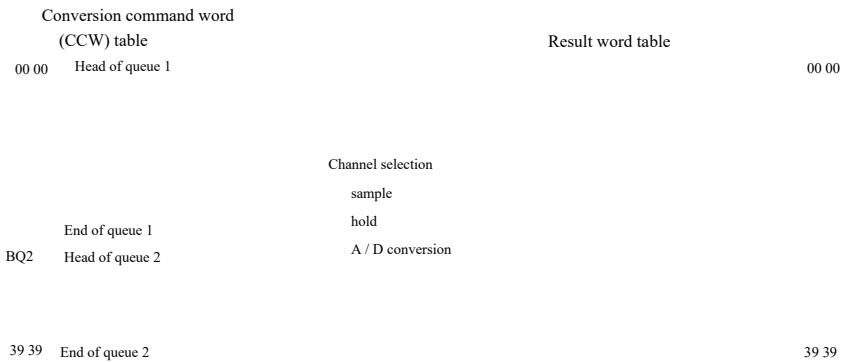 Conversion command word
(CCW) table
Result word table
00 00 Head of queue 1 00 00
Channel selection
sample
hold
End of queue 1
A / D conversion
BQ2 Head of queue 2
39 39 End of queue 2 39 39